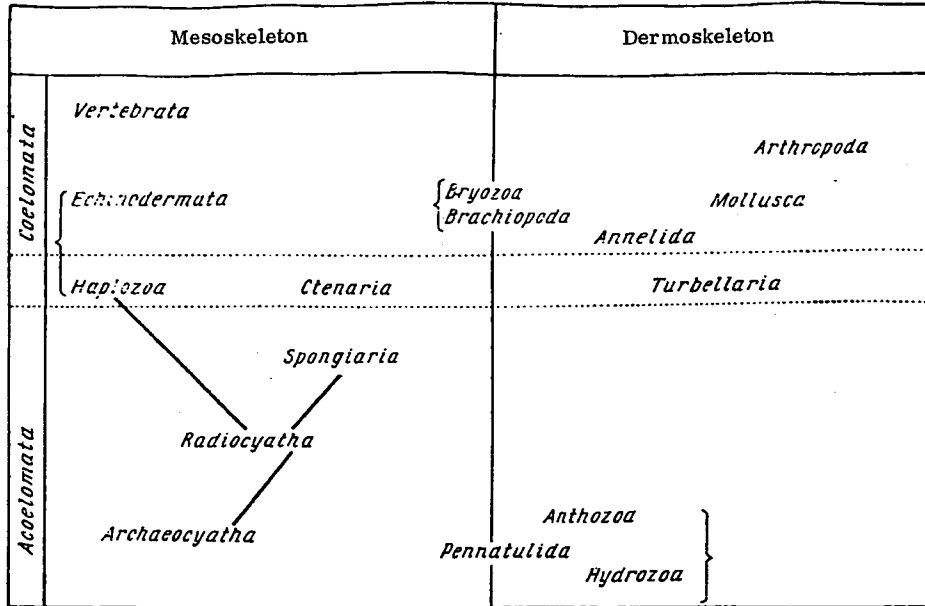 Mesoskeleton
Dermoskeleton
Coelomata
Vertebrata
Arthropoda
Echinodermata
Bryozoa
Brachiopoda
Mollusca
Annelida
Haplozoa
Ctenaria
Turbellaria
Acoelomata
Spongiaria
Radiocyatha
Archaeocyatha
Anthozoa
Pennatulida
Hydrozoa